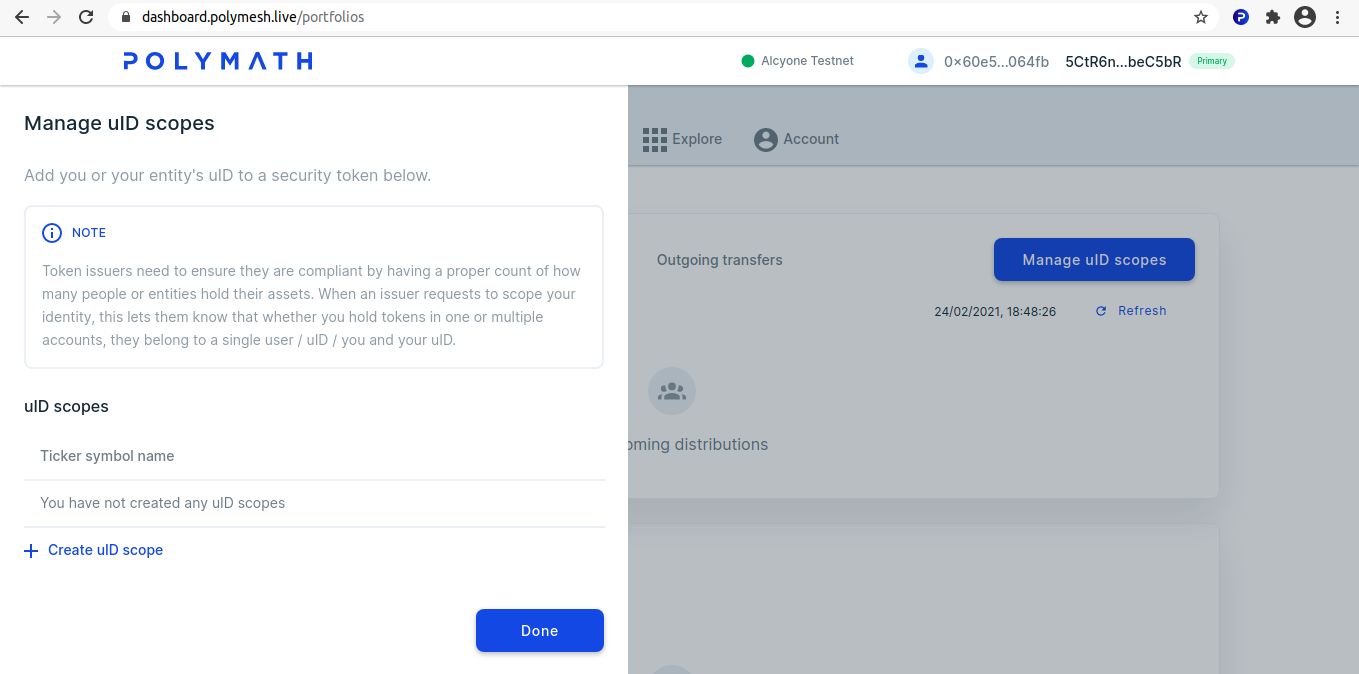 dashboard.polymesh.live/portfolios
POLYMATH
Alcyone Testnet
0x60e5...064fb
5CtR6n...beC5bR
Primary
Manage uID scopes
Add you or your entity's uID to a security token below.
NOTE
Token issuers need to ensure they are compliant by having a proper count of how
many people or entities hold their assets. When an issuer requests to scope your
identity, this lets them know that whether you hold tokens in one or multiple
accounts, they belong to a single user / uID / you and your uID.
uID scopes
Ticker symbol name
You have not created any uID scopes
Create uID scope
Done
Explore
Account
Outgoing transfers
Manage uID scopes
24/02/2021, 18:48:26
Refresh
oming distributions